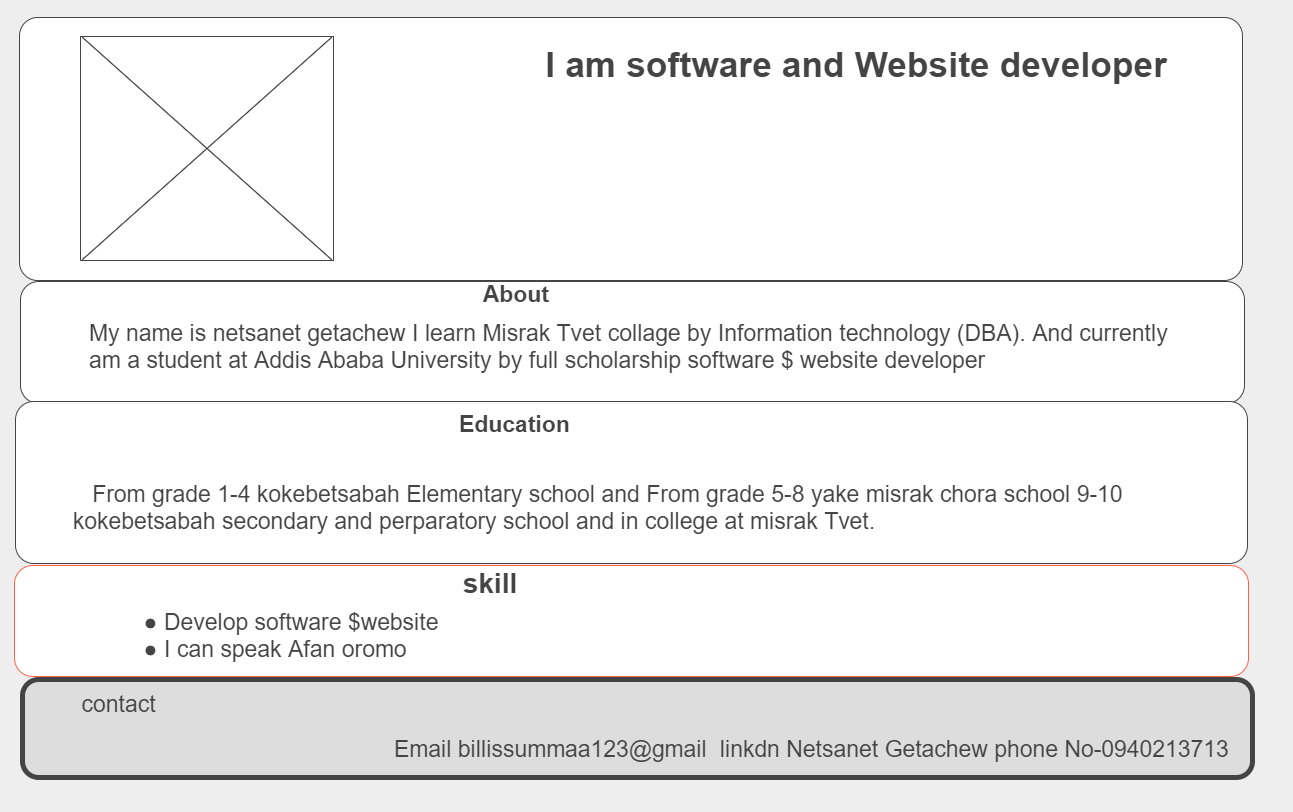 I am software and Website developer
About
My name is netsanet getachew I learn Misrak Tvet collage by Information technology (DBA). And currently
am a student at Addis Ababa University by full scholarship software $ website developer
Education
From grade 1-4 kokebetsabah Elementary school and From grade 5-8 yake misrak chora school 9-10
kokebetsabah secondary and perparatory school and in college at misrak Tvet.
skill
● Develop software $website
● I can speak Afan oromo
contact
Email billissummaa123@gmail  linkdn Netsanet Getachew phone No-0940213713